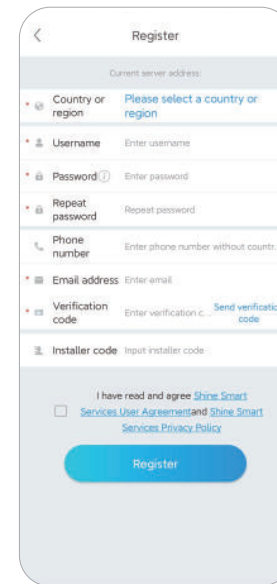 Register
Current server address:
* Country or region Please select a country or region
* Username Enter username
* Password Enter password
* Repeat password Repeat password
Phone number Enter phone number without countr..
* Email address Enter email
* Verification code Enter verification c... Send verificatio code
Installer code Input installer code
I have read and agree Shine Smart
Services User Agreementand Shine Smart
Services Privacy Policy
Register